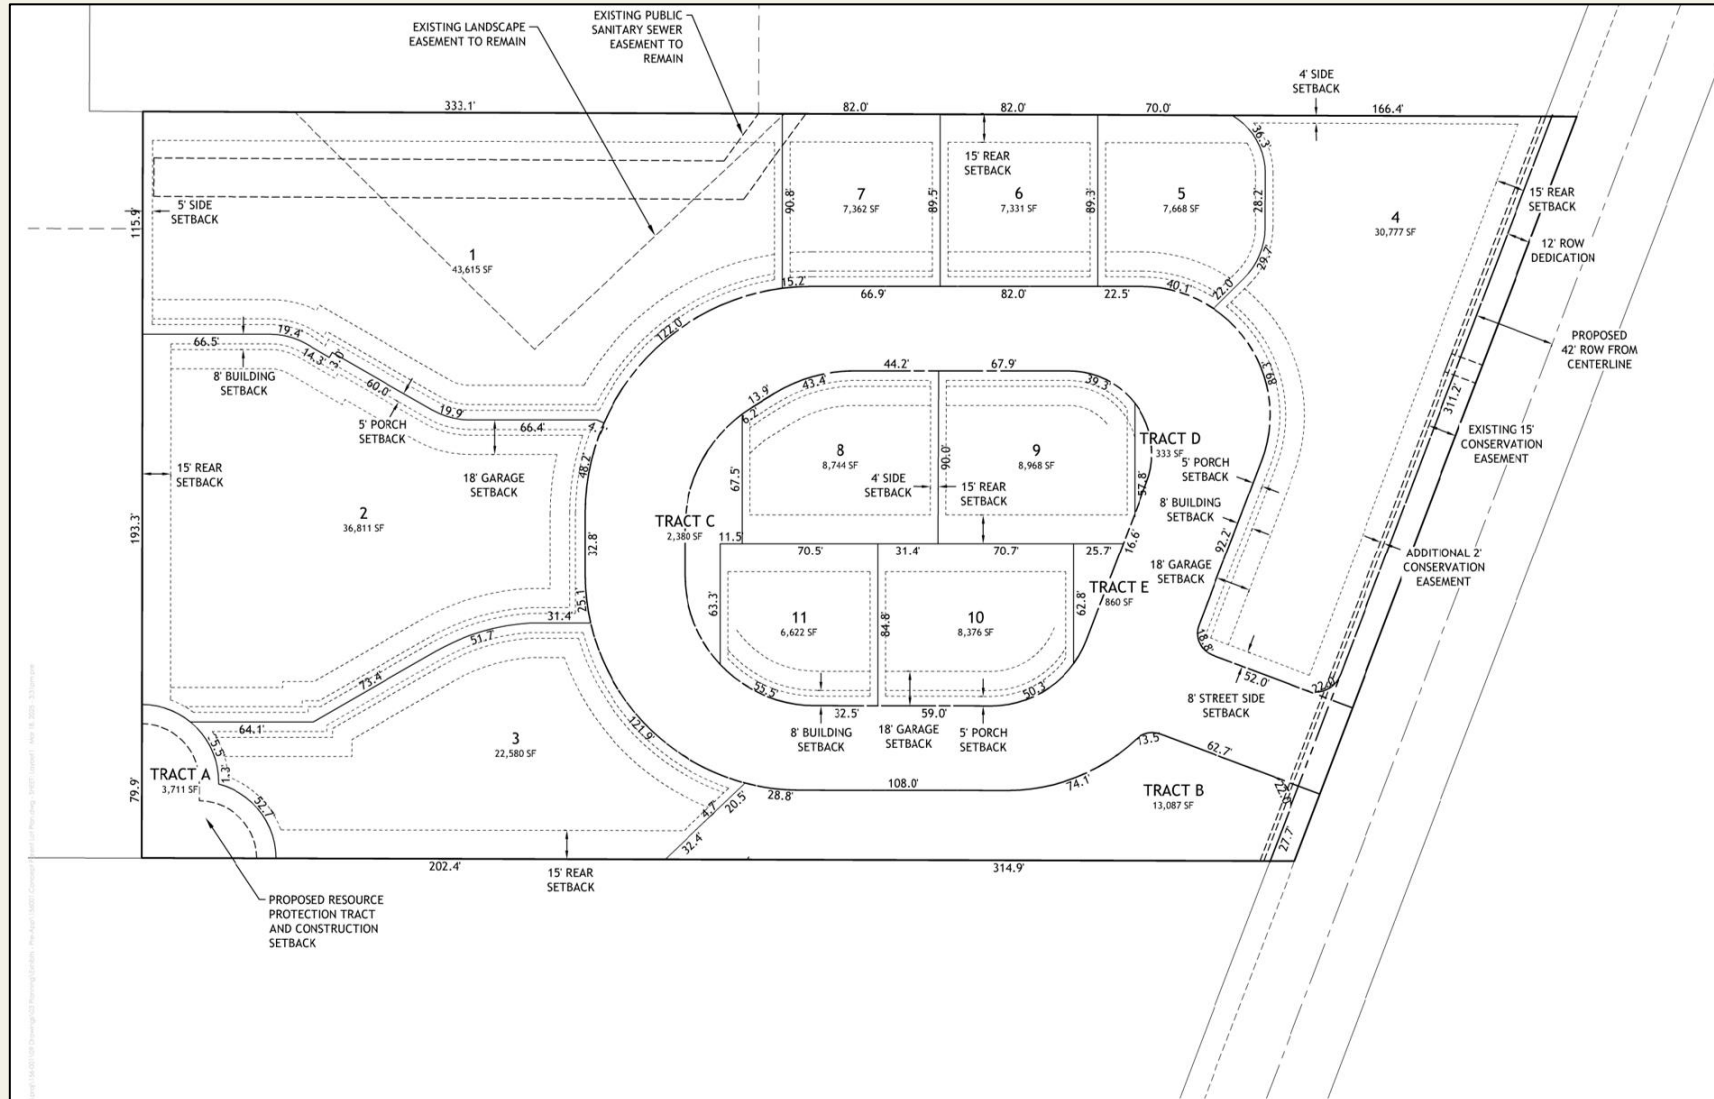 EXISTING LANDSCAPE
EASEMENT TO REMAIN
EXISTING PUBLIC
SANITARY SEWER
EASEMENT TO
REMAIN
4' SIDE
SETBACK
333.1'
82.0'
82.0'
70.0'
166.4'
36.3'
15' REAR
SETBACK
5' SIDE
SETBACK
115.9'
1
43,615 SF
90.8'
7
7,362 SF
89.5'
6
7,331 SF
89.3'
5
7,668 SF
28.2'
29.7'
4
30,777 SF
15' REAR
SETBACK
12' ROW
DEDICATION
15.2'
66.9'
82.0'
22.5'
40.1'
22.0'
122.0'
19.4'
66.5'
14.3'
3.0'
8' BUILDING
SETBACK
60.0'
19.9'
5' PORCH
SETBACK
66.4'
4.
PROPOSED
42' ROW FROM
CENTERLINE
89.3'
311.2'
44.2'
67.9'
13.9'
43.4'
39.3'
6.2'
8
8,744 SF
90.0'
9
8,968 SF
67.5'
4' SIDE
SETBACK
15' REAR
SETBACK
TRACT D
333 SF
57.8'
5' PORCH
SETBACK
8' BUILDING
SETBACK
EXISTING 15'
CONSERVATION
EASEMENT
15' REAR
SETBACK
18' GARAGE
SETBACK
48.2'
2
36,811 SF
193.3'
32.8'
TRACT C
2,380 SF
11.5'
70.5'
31.4'
70.7'
25.7'
16.6'
92.2'
18' GARAGE
SETBACK
ADDITIONAL 2'
CONSERVATION
EASEMENT
TRACT E
860 SF
63.3'
11
6,622 SF
84.8'
10
8,376 SF
62.8'
25.1'
31.4'
51.7'
73.4'
18.8'
52.0'
8' STREET SIDE
SETBACK
55.5'
50.3'
32.5'
59.0'
8' BUILDING
SETBACK
18' GARAGE
SETBACK
5' PORCH
SETBACK
64.1'
5.5'
1.3'
3
22,580 SF
121.9'
13.5'
62.7'
TRACT A
3,711 SF
79.9'
52.7'
4.7'
20.5'
32.4'
28.8'
108.0'
74.1'
TRACT B
13,087 SF
27.7'
202.4'
15' REAR
SETBACK
314.9'
PROPOSED RESOURCE
PROTECTION TRACT
AND CONSTRUCTION
SETBACK